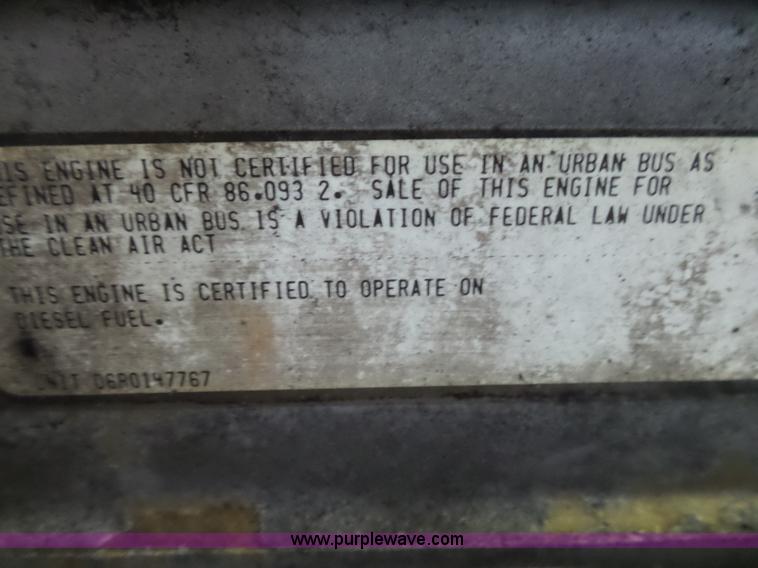 IS ENGINE IS NOT CERTIFIED FOR USE IN AN URBAN BUS AS
EFINED AT 40 CFR 86.093 2. SALE OF THIS ENGINE FOR
SE IN AN URBAN BUS IS A VIOLATION OF FEDERAL LAW UNDER
THE CLEAN AIR ACT
THIS ENGINE IS CERTIFIED TO OPERATE ON
DIESEL FUEL.
UNIT 06R0147767
www.purplewave.com